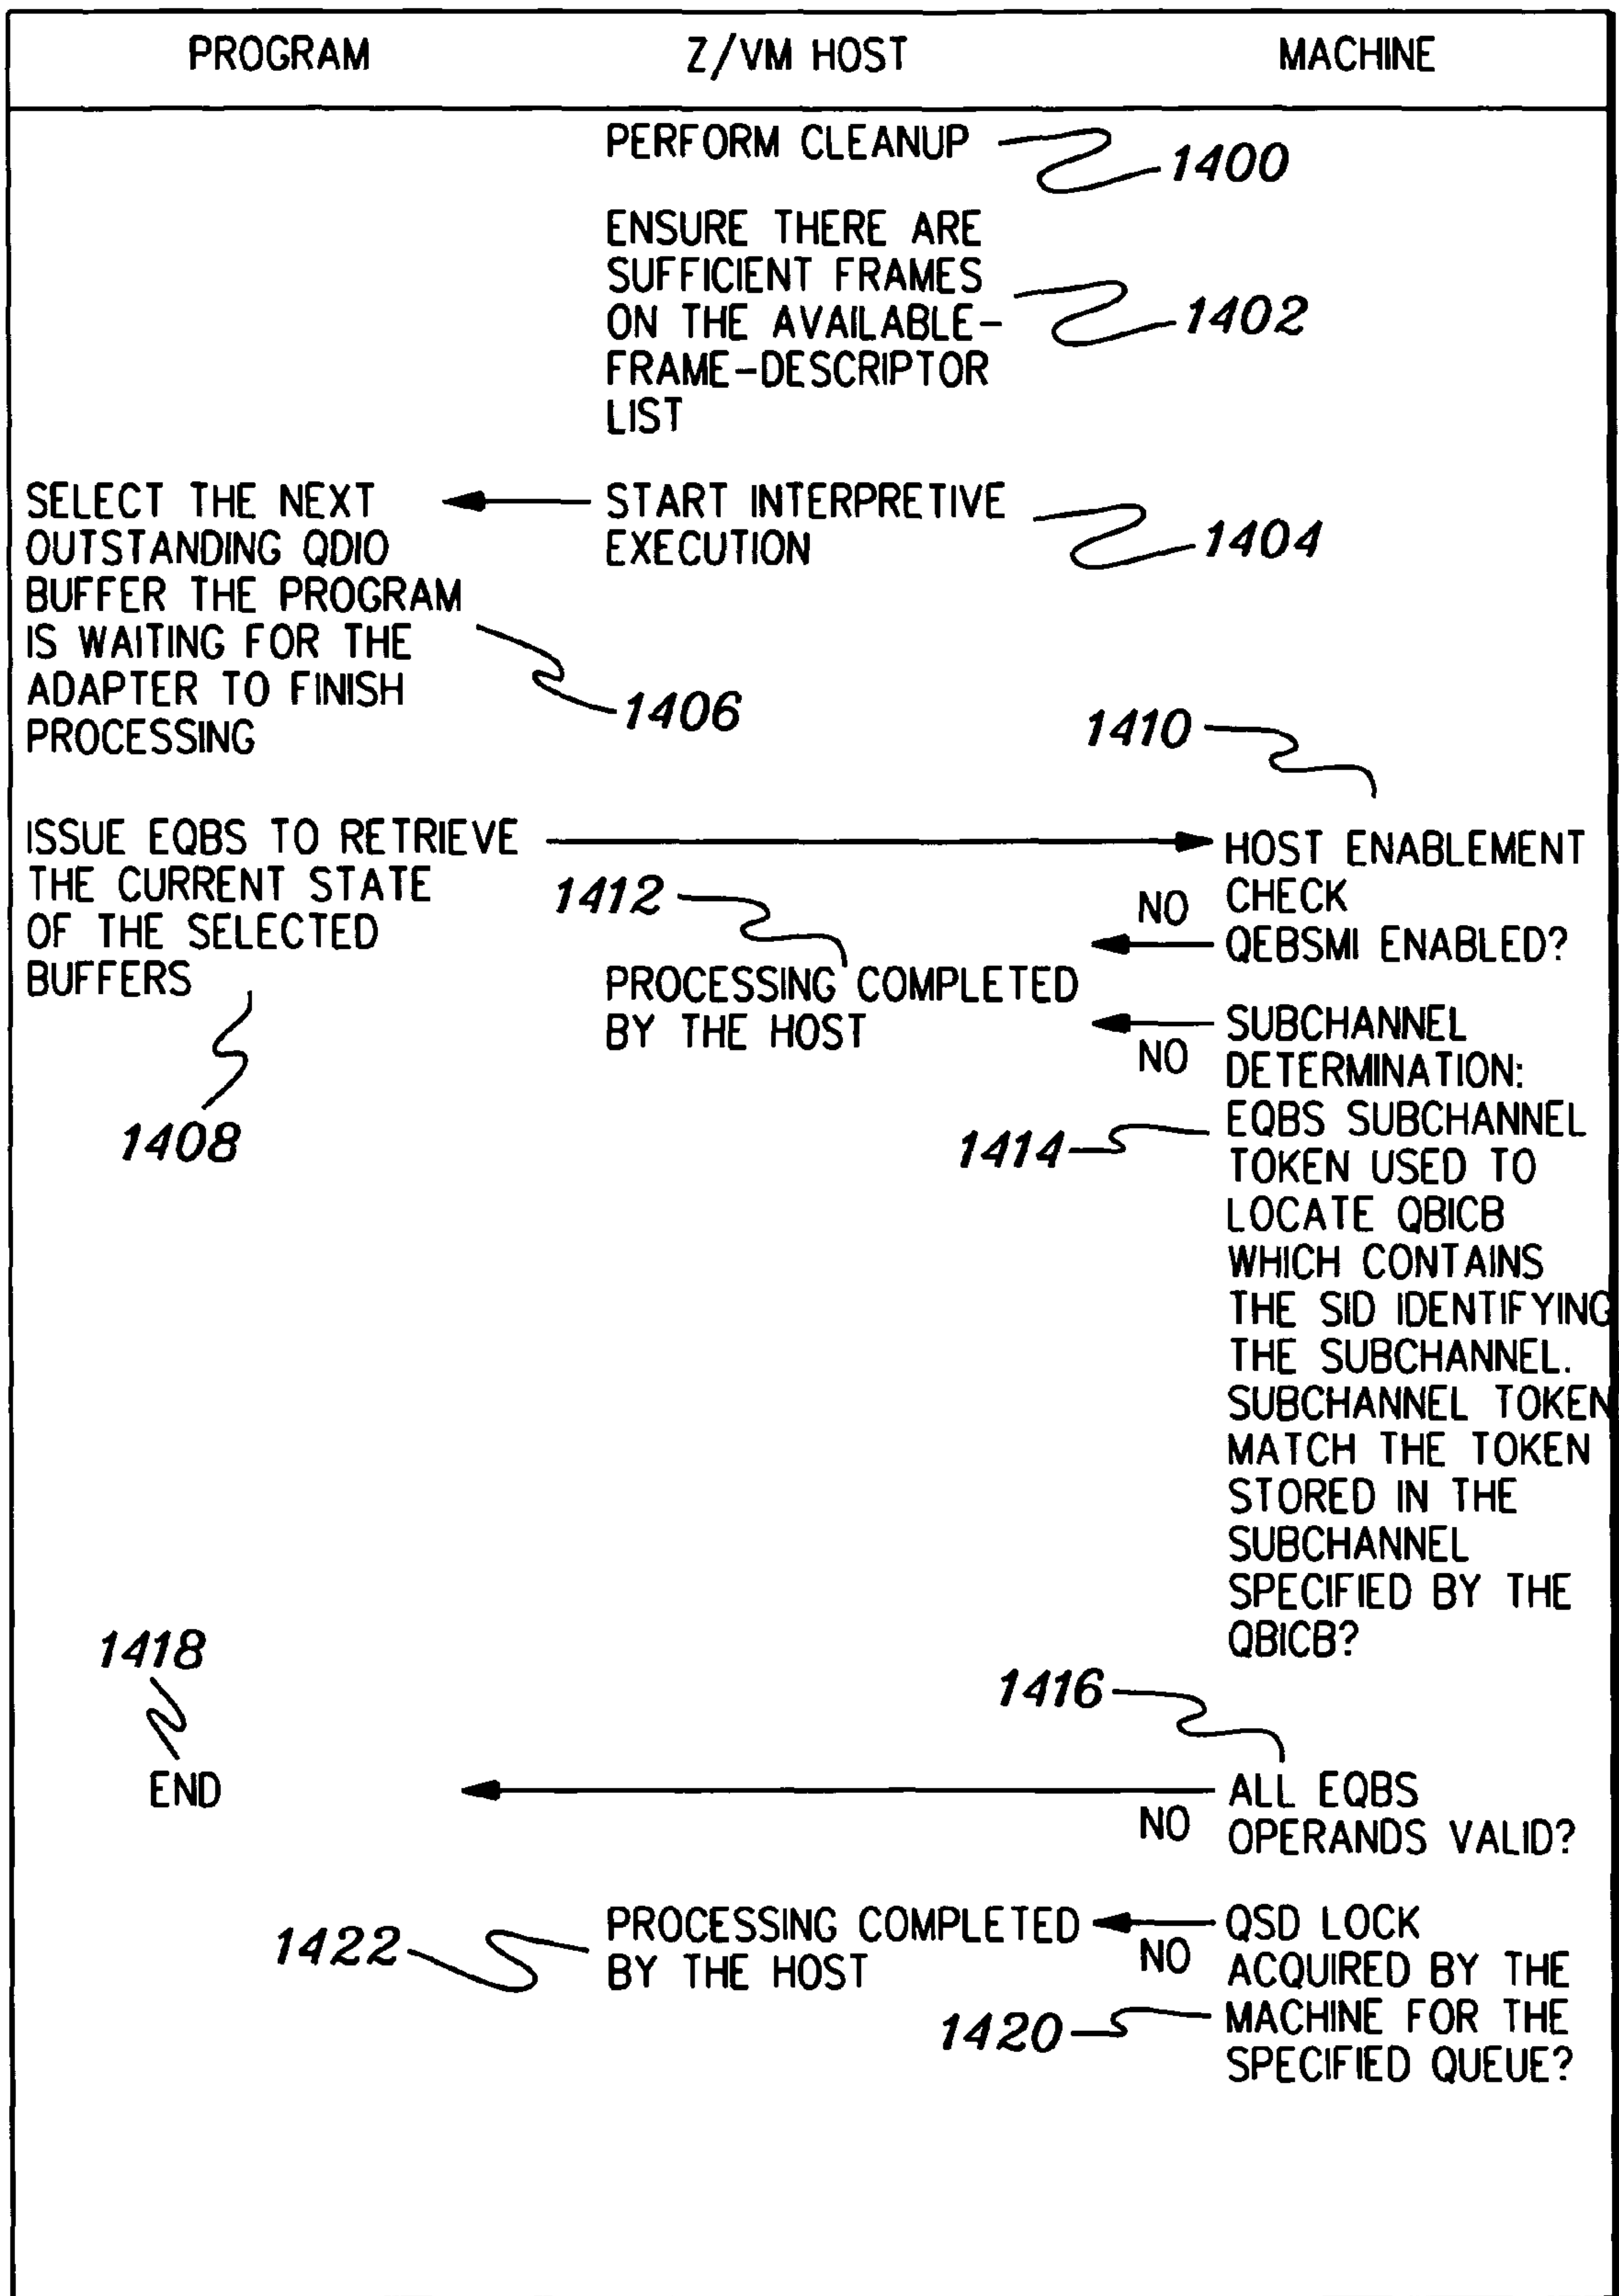 PROGRAM
Z/VM HOST
MACHINE
PERFORM CLEANUP
1400
ENSURE THERE ARE
SUFFICIENT FRAMES
ON THE AVAILABLE-
FRAME-DESCRIPTOR
LIST
1402
START INTERPRETIVE
EXECUTION
1404
SELECT THE NEXT
OUTSTANDING QDIO
BUFFER THE PROGRAM
IS WAITING FOR THE
ADAPTER TO FINISH
PROCESSING
1406
ISSUE EQBS TO RETRIEVE
THE CURRENT STATE
OF THE SELECTED
BUFFERS
1408
1410
HOST ENABLEMENT
CHECK
QEBSMI ENABLED?
NO
1412
PROCESSING COMPLETED
BY THE HOST
NO
SUBCHANNEL
DETERMINATION:
EQBS SUBCHANNEL
TOKEN USED TO
LOCATE QBICB
WHICH CONTAINS
THE SID IDENTIFYING
THE SUBCHANNEL.
SUBCHANNEL TOKEN
MATCH THE TOKEN
STORED IN THE
SUBCHANNEL
SPECIFIED BY THE
QBICB?
1414
1416
ALL EQBS
OPERANDS VALID?
NO
1418
END
QSD LOCK
ACQUIRED BY THE
MACHINE FOR THE
SPECIFIED QUEUE?
NO
1420
PROCESSING COMPLETED
BY THE HOST
1422